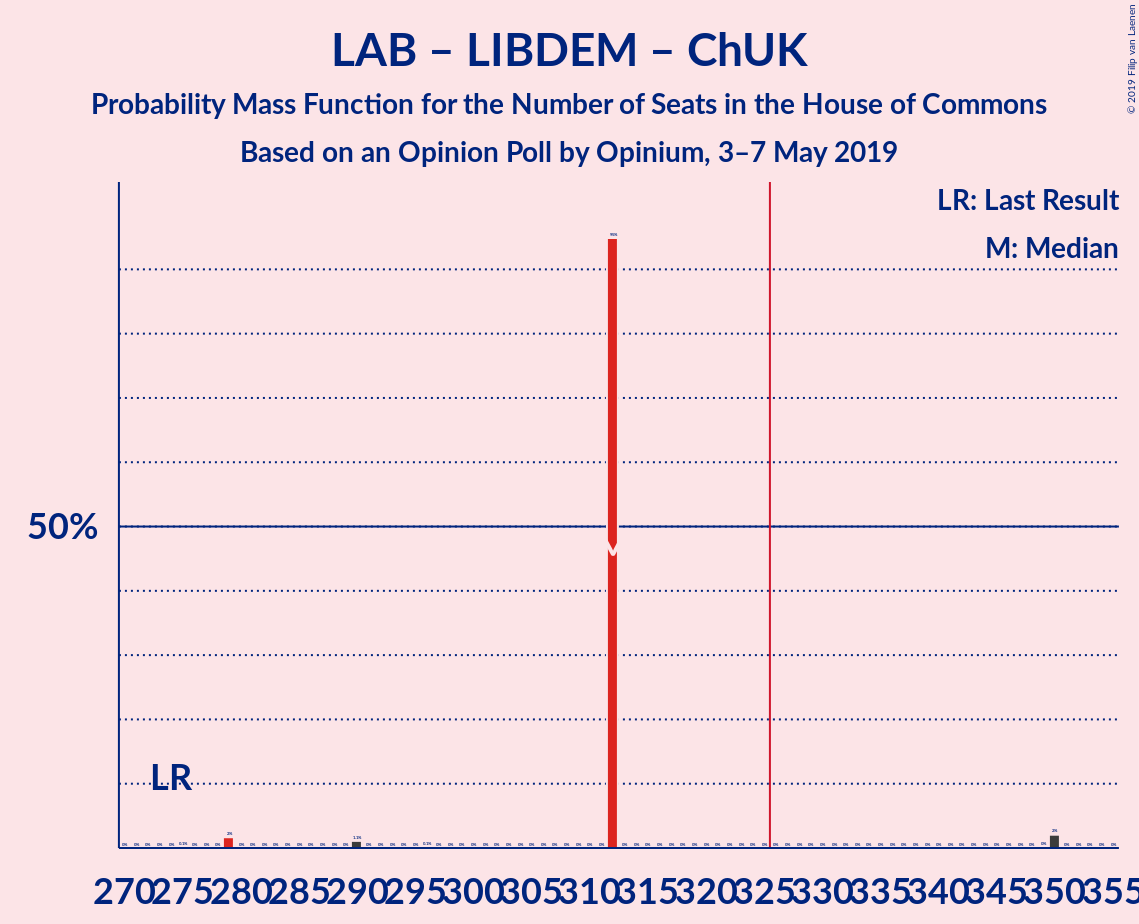 LAB – LIBDEM – ChUK
Probability Mass Function for the Number of Seats in the House of Commons
Based on an Opinion Poll by Opinium, 3–7 May 2019
© 2019 Filip van Laenen
LR: Last Result
M: Median
50%
M
LR
270 275 280 285 290 295 300 305 310 315 320 325 330 335 340 345 350 355